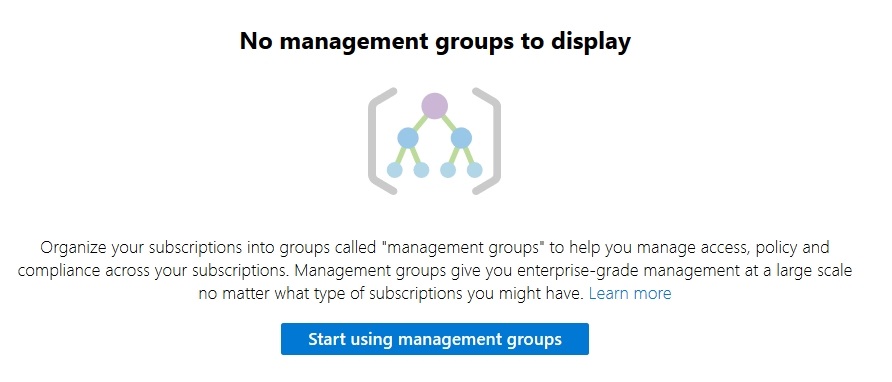 No management groups to display
Organize your subscriptions into groups called "management groups" to help you manage access, policy and
compliance across your subscriptions. Management groups give you enterprise-grade management at a large scale
no matter what type of subscriptions you might have. Learn more
Start using management groups